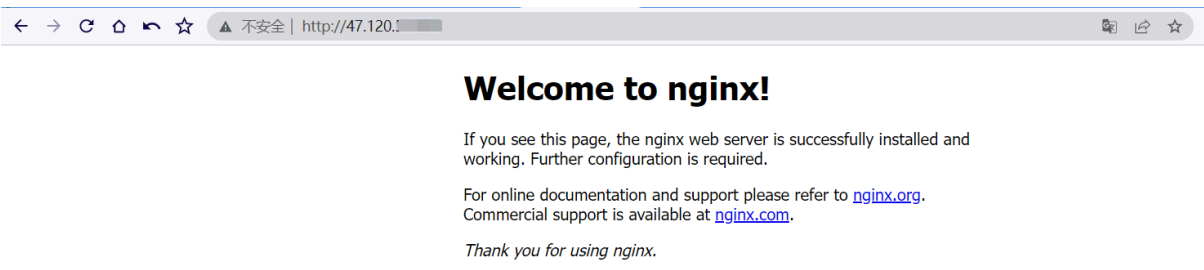 不安全 | http://47.120.
Welcome to nginx!
If you see this page, the nginx web server is successfully installed and
working. Further configuration is required.
For online documentation and support please refer to nginx.org.
Commercial support is available at nginx.com.
Thank you for using nginx.